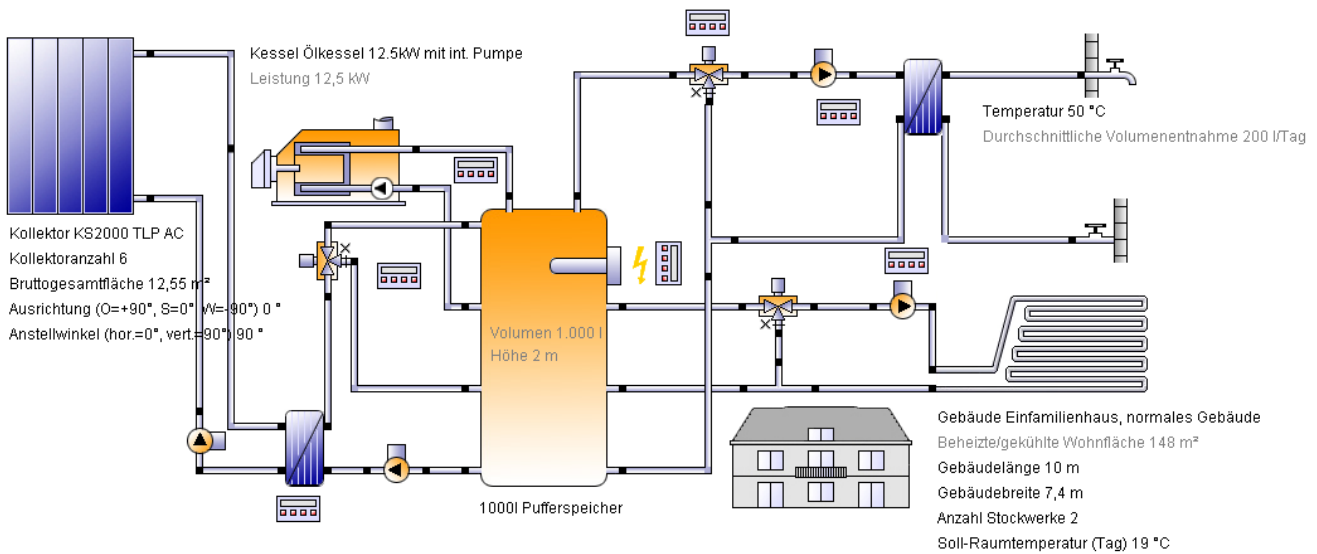 Kessel Ölkessel 12.5kW mit int. Pumpe
Leistung 12,5 kW
Temperatur 50 °C
Durchschnittliche Volumenentnahme 200 l/Tag
Kollektor KS2000 TLP AC
Kollektoranzahl 6
Bruttogesamtfläche 12,55 m²
Ausrichtung (O=+90°, S=0°, W=-90°) 0 °
Anstellwinkel (hor.=0°, vert.=90°) 90 °
Volumen 1.000 l
Höhe 2 m
1000l Pufferspeicher
Gebäude Einfamilienhaus, normales Gebäude
Beheizte/gekühlte Wohnfläche 148 m²
Gebäudelänge 10 m
Gebäudebreite 7,4 m
Anzahl Stockwerke 2
Soll-Raumtemperatur (Tag) 19 °C